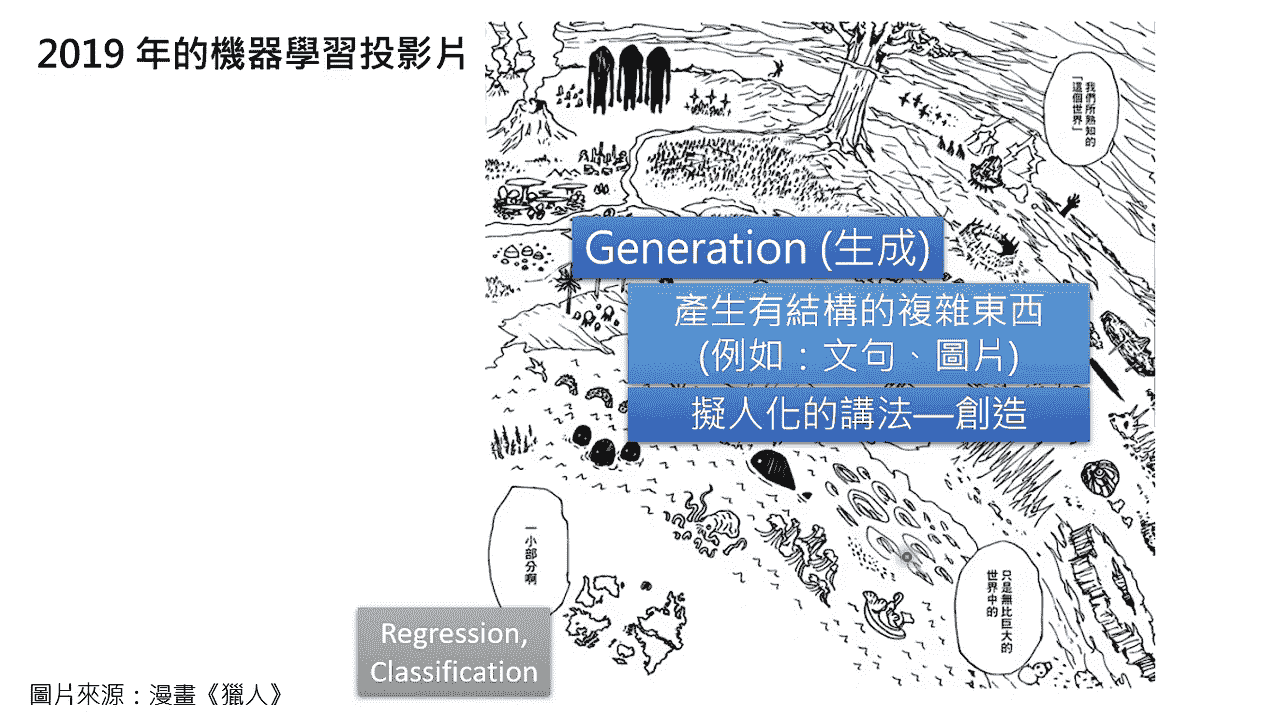 2019 年的機器學習投影片
我們所熟知的
「這個世界」
Generation (生成)
產生有結構的複雜東西
(例如：文句、圖片)
擬人化的講法—創造
只是無比巨大的
世界中的
一小部分啊
Regression,
Classification
圖片來源：漫畫《獵人》